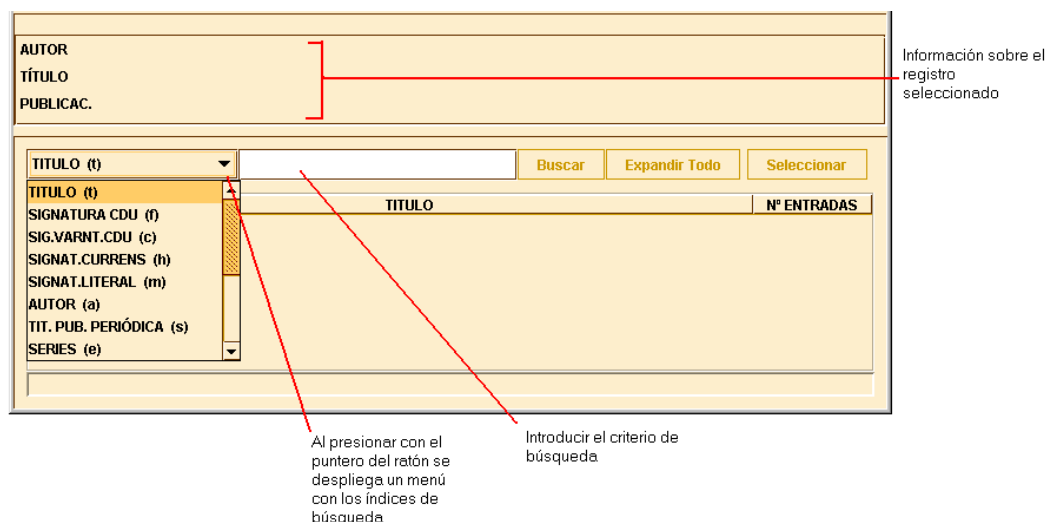 AUTOR
TÍTULO
PUBLICAC.
Información sobre el
registro
seleccionado
TITULO (t) Buscar Expandir Todo Seleccionar
TITULO (t)
SIGNATURA CDU (f)
SIG.VARNT.CDU (c)
SIGNAT.CURRENS (h)
SIGNAT.LITERAL (m)
AUTOR (a)
TIT. PUB. PERIÓDICA (s)
SERIES (e)
TITULO Nº ENTRADAS
Al presionar con el
puntero del ratón se
despliega un menú
con los índices de
búsqueda
Introducir el criterio de
búsqueda